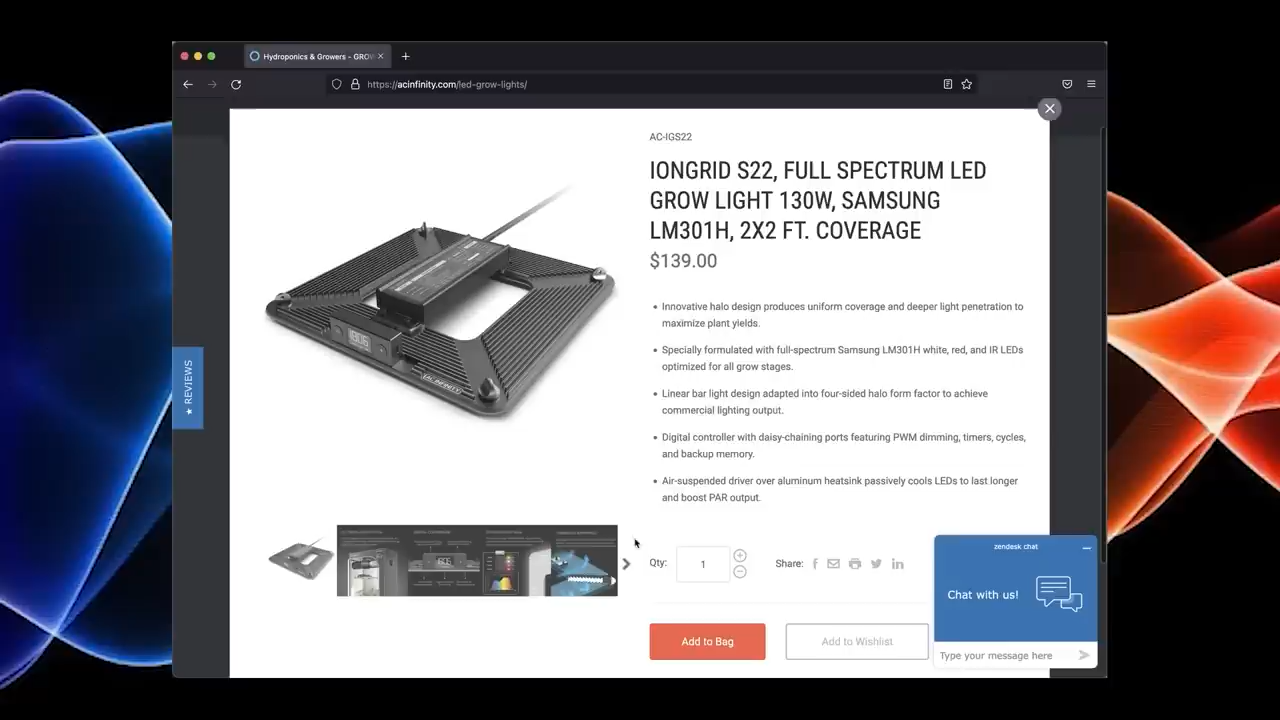 Hydroponics & Growers - GROW
https://acinfinity.com/led-grow-lights/
AC-IGS22
IONGRID S22, FULL SPECTRUM LED
GROW LIGHT 130W, SAMSUNG
LM301H, 2X2 FT. COVERAGE
$139.00
• Innovative halo design produces uniform coverage and deeper light penetration to
maximize plant yields.
• Specially formulated with full-spectrum Samsung LM301H white, red, and IR LEDs
optimized for all grow stages.
• Linear bar light design adapted into four-sided halo form factor to achieve
commercial lighting output.
• Digital controller with daisy-chaining ports featuring PWM dimming, timers, cycles,
and backup memory.
• Air-suspended driver over aluminum heatsink passively cools LEDs to last longer
and boost PAR output.
★ REVIEWS
AC INFINITY
Qty:
1
Share:
Add to Bag
Add to Wishlist
zendesk chat
Chat with us!
Type your message here